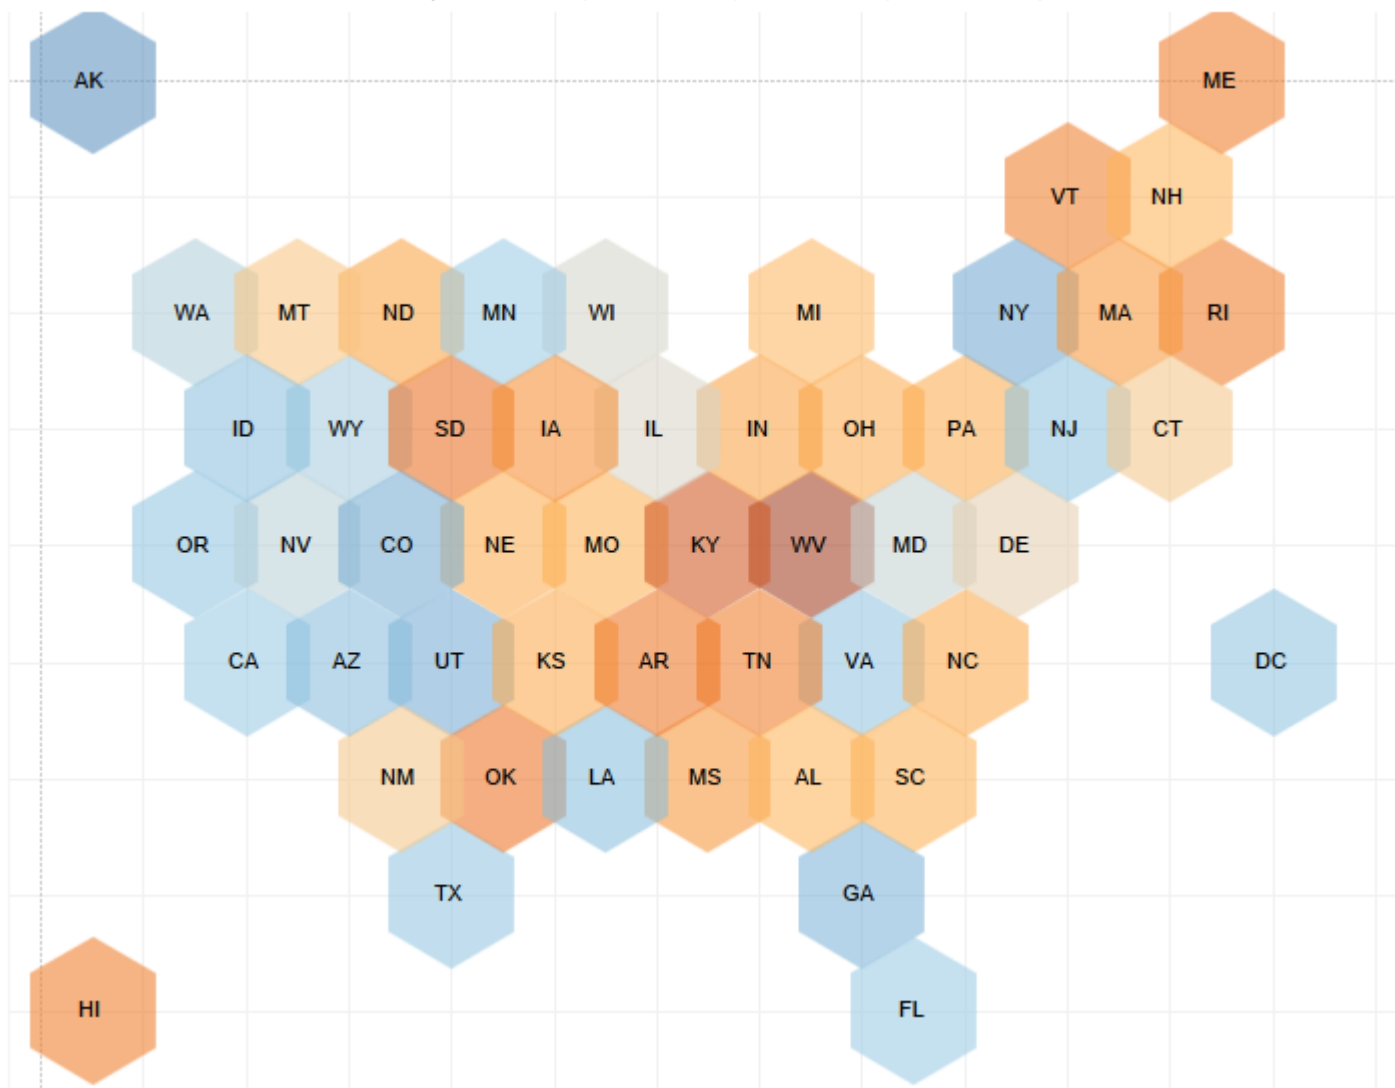 AK ME
VT NH
WA MT ND MN WI MI NY MA RI
ID WY SD IA IL IN OH PA NJ CT
OR NV CO NE MO KY WV MD DE
CA AZ UT KS AR TN VA NC DC
NM OK LA MS AL SC
TX GA
HI FL